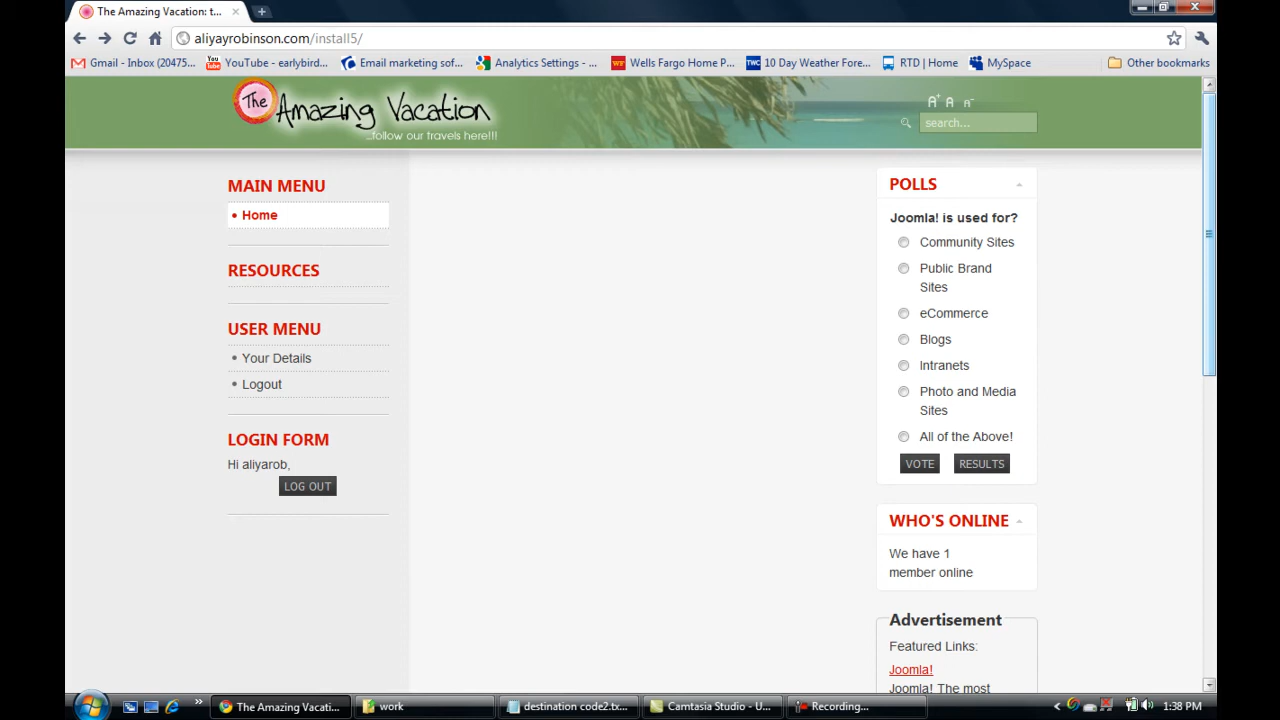 The Amazing Vacation: t...
aliyayrobinson.com/install5/
Gmail - Inbox (20475... YouTube - earlybird... Email marketing sof... Analytics Settings - ... Wells Fargo Home P... 10 Day Weather Fore... RTD | Home MySpace Other bookmarks
The Amazing Vacation
...follow our travels here!!!
A+ A A-
search...
MAIN MENU
Home
RESOURCES
USER MENU
Your Details
Logout
LOGIN FORM
Hi aliyarob,
LOG OUT
POLLS
Joomla! is used for?
Community Sites
Public Brand
Sites
eCommerce
Blogs
Intranets
Photo and Media
Sites
All of the Above!
VOTE RESULTS
WHO'S ONLINE
We have 1
member online
Advertisement
Featured Links:
Joomla!
Joomla! The most
The Amazing Vacati... work destination code2.tx... Camtasia Studio - U... Recording... 1:38 PM